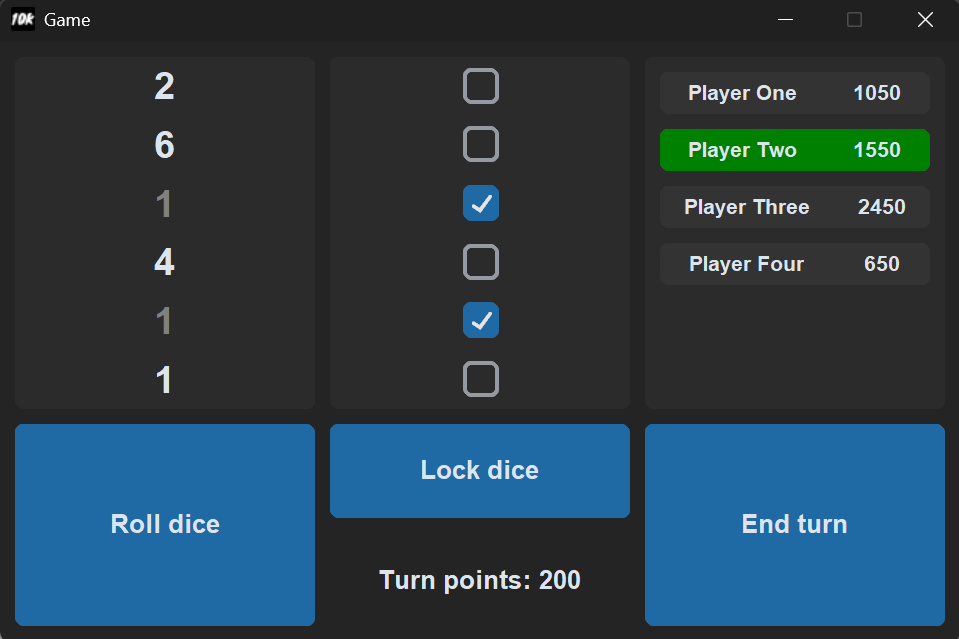 10k Game
2
6
1
4
1
1
Player One 1050
Player Two 1550
Player Three 2450
Player Four 650
Roll dice
Lock dice
Turn points: 200
End turn